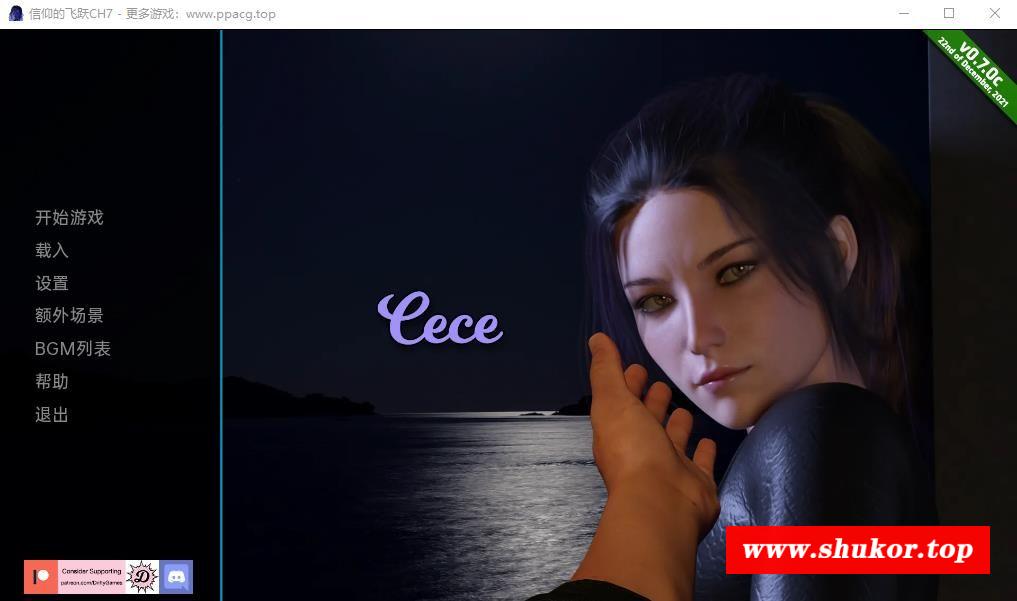 信仰的飞跃CH7 - 更多游戏：www.ppacg.top
v0.7.0c
22nd of December, 2021
开始游戏
载入
设置
额外场景
BGM列表
帮助
退出
Cece
www.shukor.top
Consider Supporting
patreon.com/DriftyGames
D